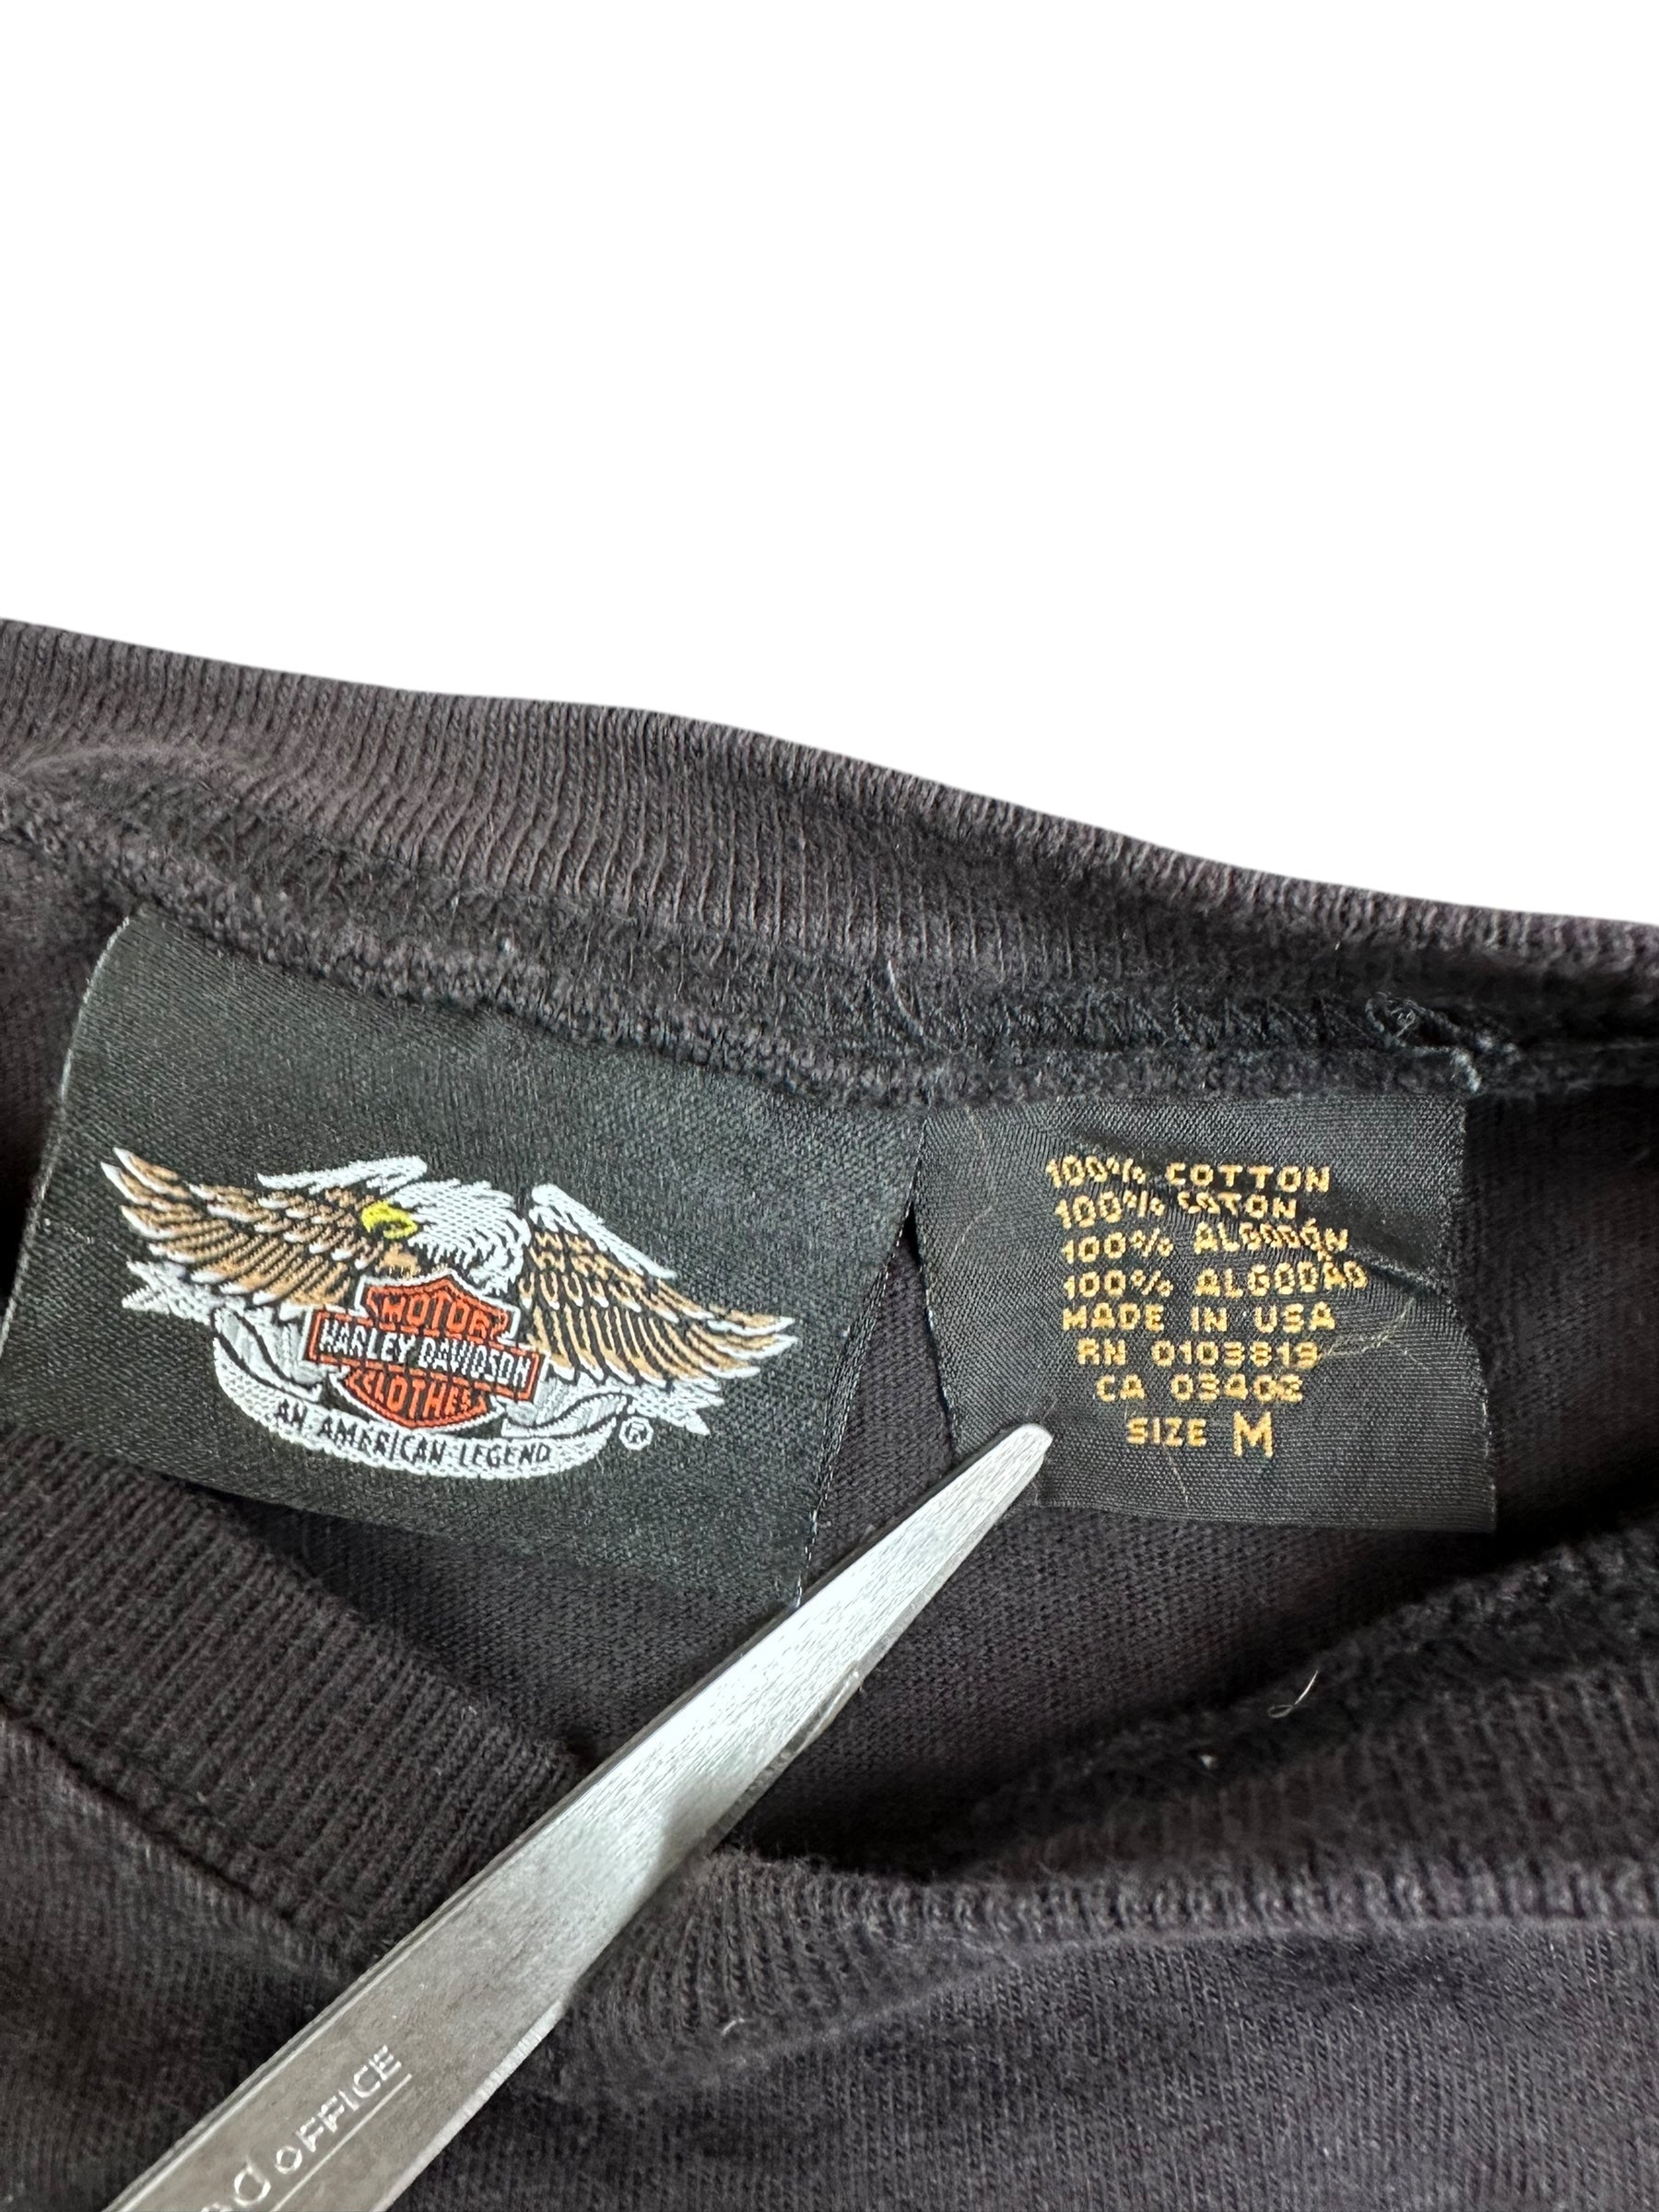 MOTOR
HARLEY-DAVIDSON
CLOTHES
AN AMERICAN LEGEND
®
100% COTTON
100% COTON
100% ALGODÓN
100% ALGODÃO
MADE IN USA
RN 0103819
CA 03402
SIZE M
OFFICE